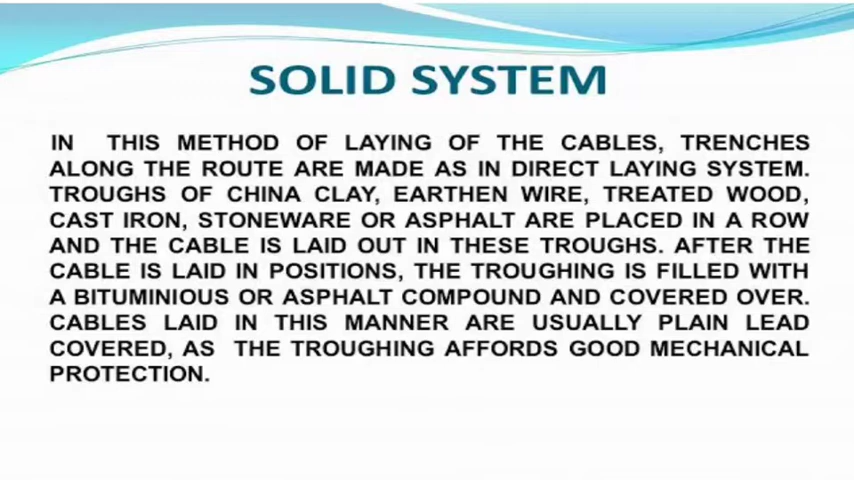 SOLID SYSTEM
IN THIS METHOD OF LAYING OF THE CABLES, TRENCHES
ALONG THE ROUTE ARE MADE AS IN DIRECT LAYING SYSTEM.
TROUGHS OF CHINA CLAY, EARTHEN WIRE, TREATED WOOD,
CAST IRON, STONEWARE OR ASPHALT ARE PLACED IN A ROW
AND THE CABLE IS LAID OUT IN THESE TROUGHS. AFTER THE
CABLE IS LAID IN POSITIONS, THE TROUGHING IS FILLED WITH
A BITUMINIOUS OR ASPHALT COMPOUND AND COVERED OVER.
CABLES LAID IN THIS MANNER ARE USUALLY PLAIN LEAD
COVERED, AS THE TROUGHING AFFORDS GOOD MECHANICAL
PROTECTION.